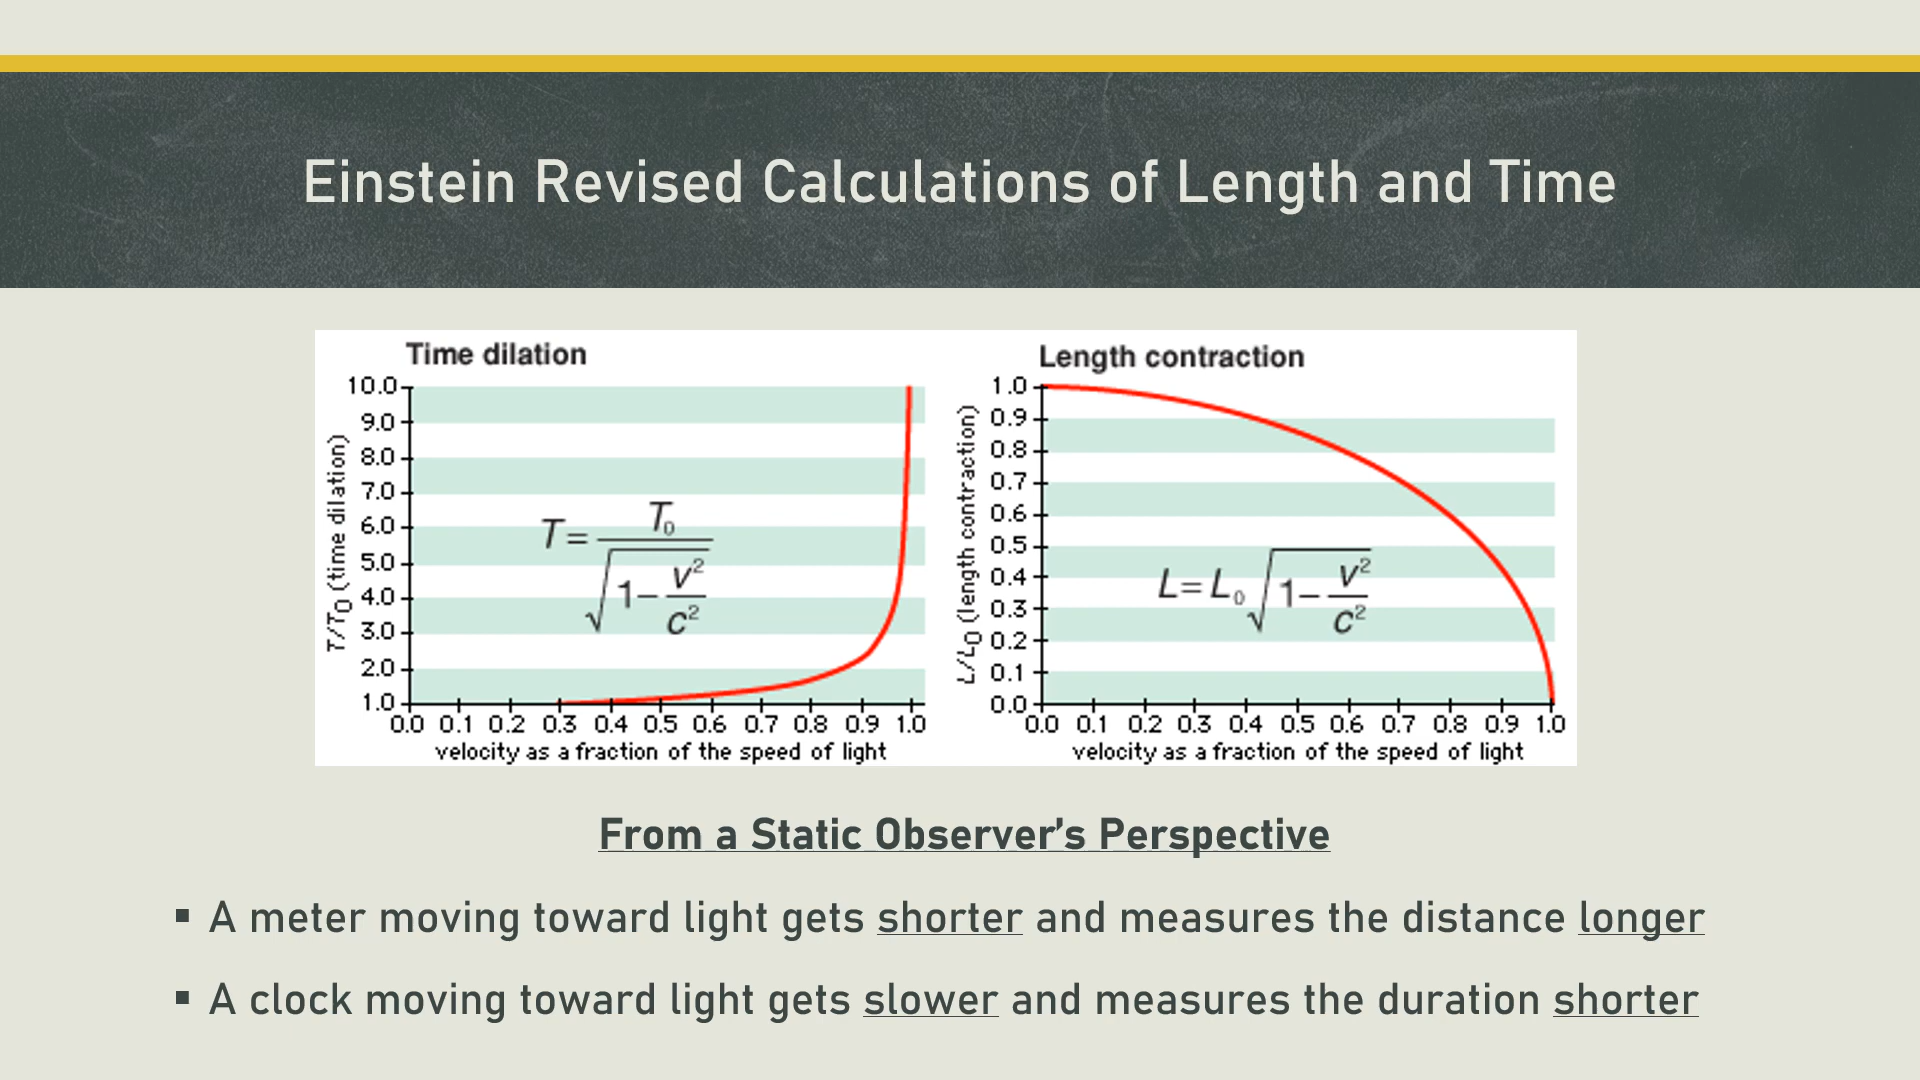 Einstein Revised Calculations of Length and Time
Time dilation
10.0
9.0
8.0
7.0
6.0
5.0
4.0
3.0
2.0
1.0
T/T₀ (time dilation)
T = T₀ / √(1 − v²/c²)
0.0 0.1 0.2 0.3 0.4 0.5 0.6 0.7 0.8 0.9 1.0
velocity as a fraction of the speed of light
Length contraction
1.0
0.9
0.8
0.7
0.6
0.5
0.4
0.3
0.2
0.1
0.0
L/L₀ (length contraction)
L = L₀ √(1 − v²/c²)
0.0 0.1 0.2 0.3 0.4 0.5 0.6 0.7 0.8 0.9 1.0
velocity as a fraction of the speed of light
From a Static Observer’s Perspective
▪ A meter moving toward light gets shorter and measures the distance longer
▪ A clock moving toward light gets slower and measures the duration shorter